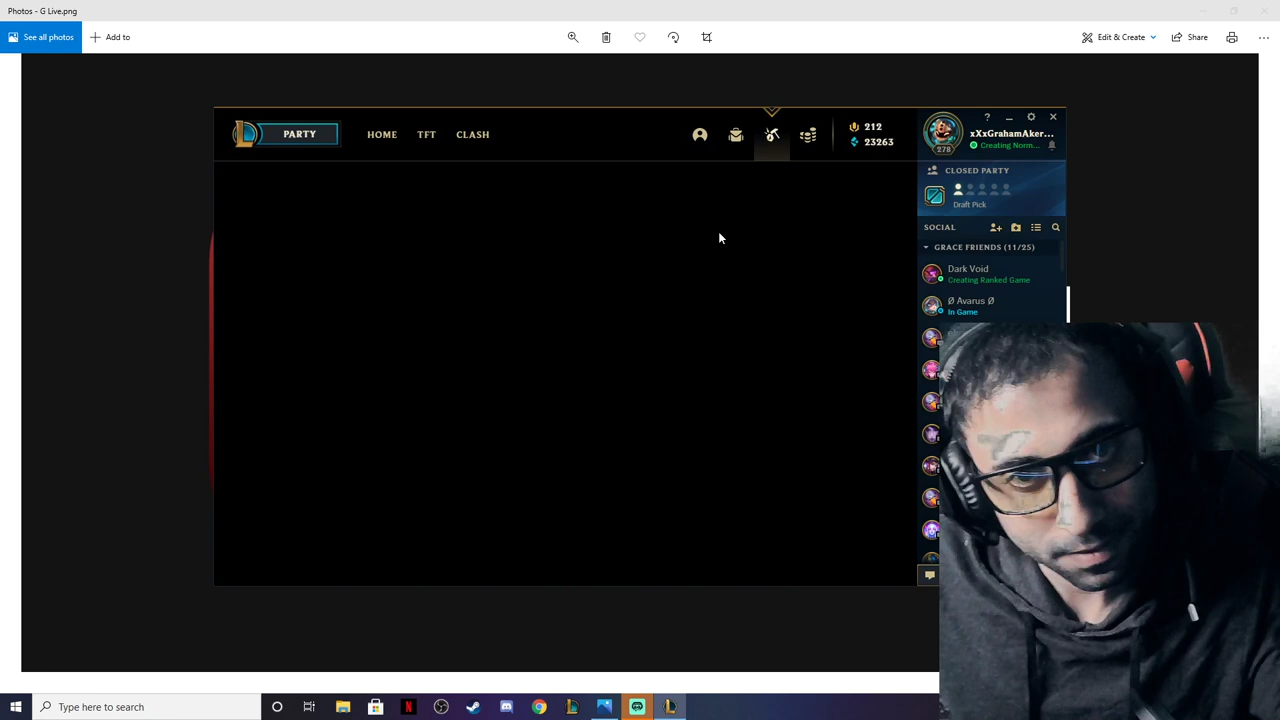 Photos - G Live.png
See all photos
Add to
Edit & Create
Share
PARTY
HOME
TFT
CLASH
212
23263
278
?
xXxGrahamAker...
Creating Norm...
CLOSED PARTY
Draft Pick
SOCIAL
GRACE FRIENDS (11/25)
Dark Void
Creating Ranked Game
Ø Avarus Ø
In Game
Type here to search